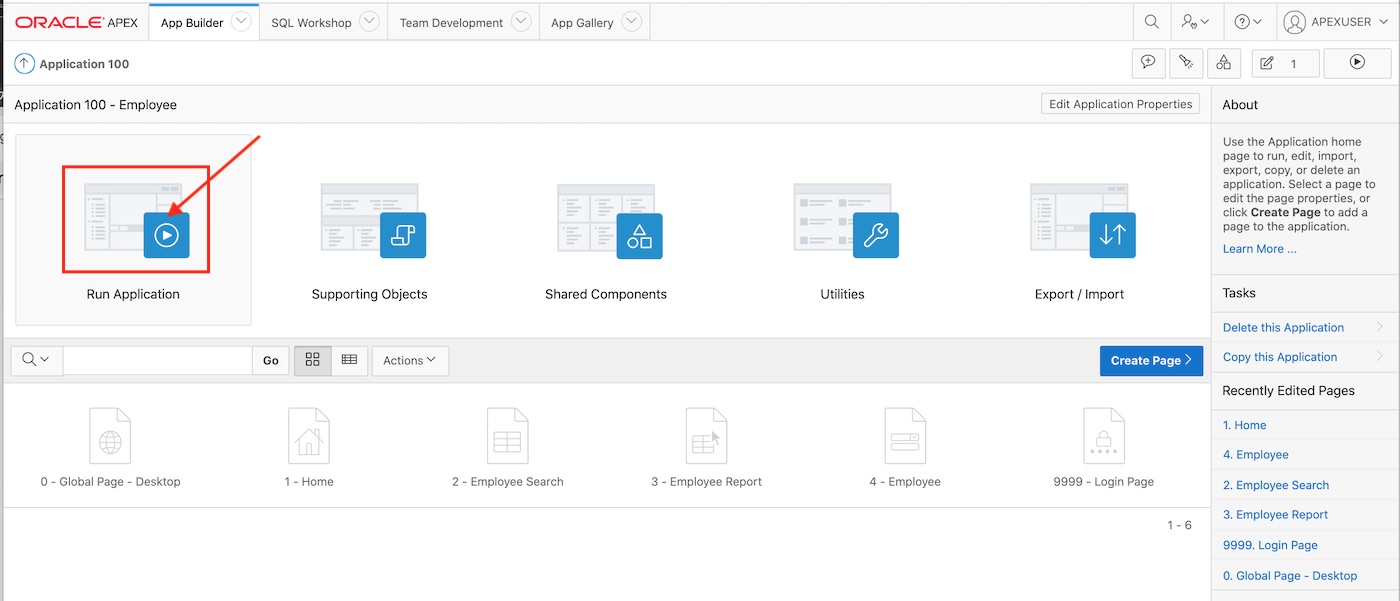 ORACLE APEX
App Builder
SQL Workshop
Team Development
App Gallery
APEXUSER
Application 100
1
Application 100 - Employee
Edit Application Properties
About
Use the Application home
page to run, edit, import,
export, copy, or delete an
application. Select a page to
edit the page properties, or
click Create Page to add a
page to the application.
Learn More ...
Run Application
Supporting Objects
Shared Components
Utilities
Export / Import
Tasks
Delete this Application
Copy this Application
Go
Actions
Create Page
Recently Edited Pages
1. Home
4. Employee
2. Employee Search
3. Employee Report
9999. Login Page
0. Global Page - Desktop
0 - Global Page - Desktop
1 - Home
2 - Employee Search
3 - Employee Report
4 - Employee
9999 - Login Page
1 - 6